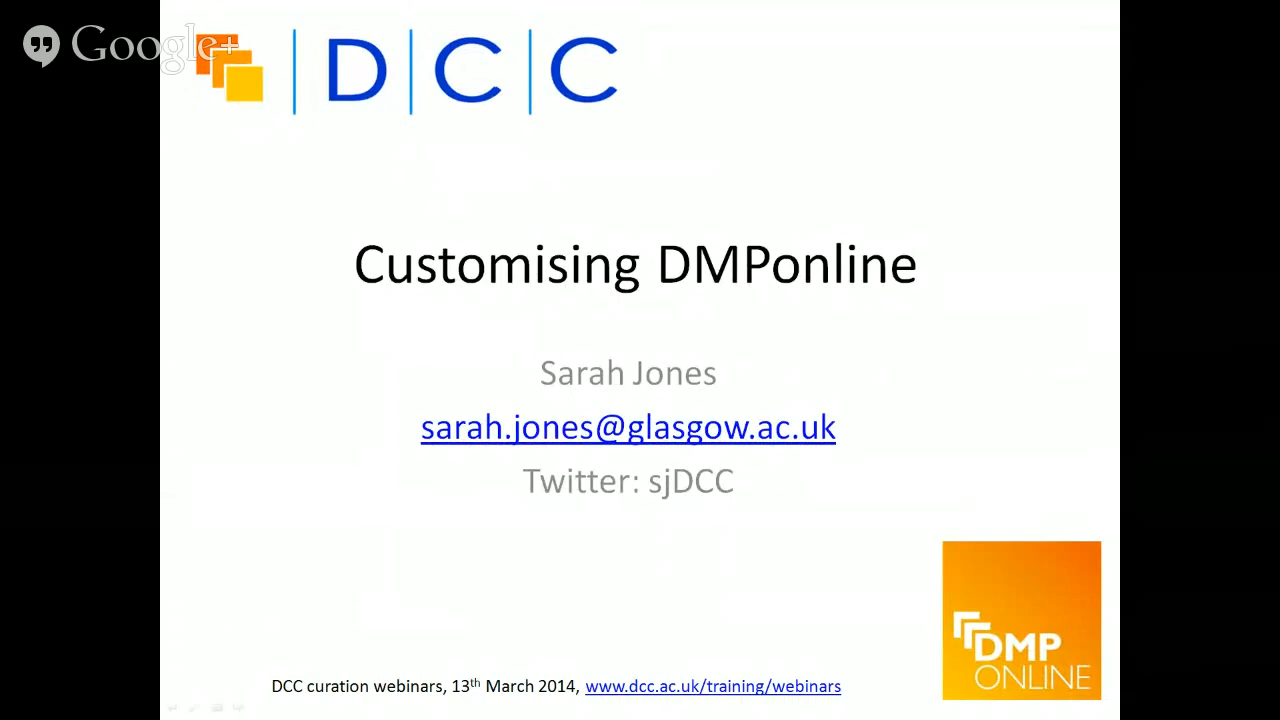 Google+
DCC
Customising DMPonline
Sarah Jones
sarah.jones@glasgow.ac.uk
Twitter: sjDCC
DMP
ONLINE
DCC curation webinars, 13th March 2014, www.dcc.ac.uk/training/webinars